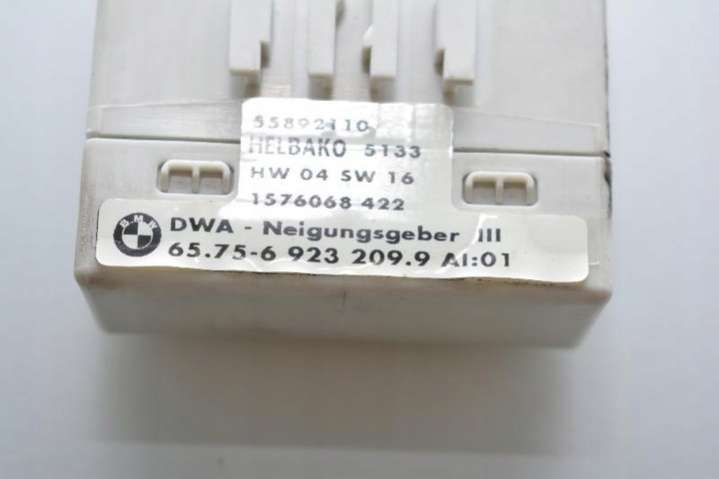 55892110
HELBAKO 5133
HW 04 SW 16
1576068 422
BMW
DWA - Neigungsgeber III
65.75-6 923 209.9 AI:01